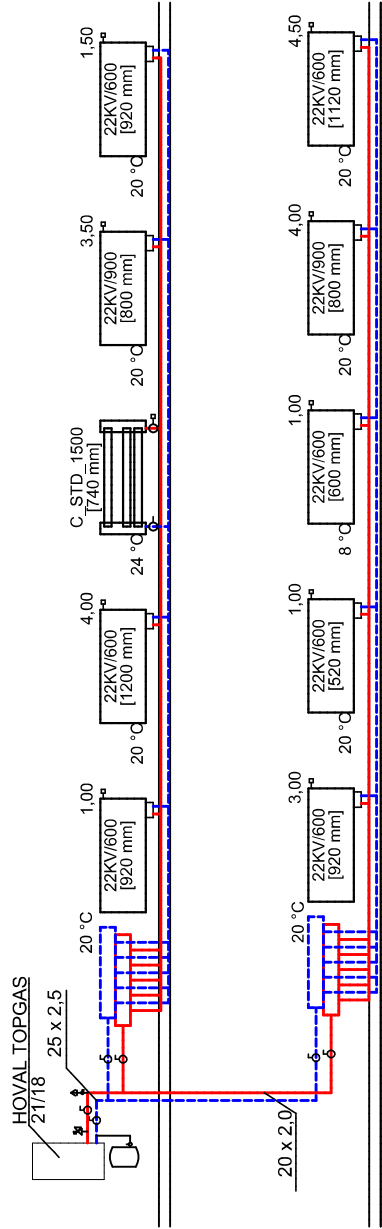 HOVAL TOPGAS
21/18
25 x 2,5
20 °C
1,00
22KV/600
[920 mm]
20 °C
4,00
22KV/600
[1200 mm]
24 °C
C_STD_1500
[740 mm]
20 °C
3,50
22KV/900
[800 mm]
20 °C
1,50
22KV/600
[920 mm]
20 x 2,0
20 °C
3,00
22KV/600
[920 mm]
20 °C
1,00
22KV/600
[520 mm]
8 °C
1,00
22KV/600
[600 mm]
20 °C
4,00
22KV/900
[800 mm]
20 °C
4,50
22KV/600
[1120 mm]